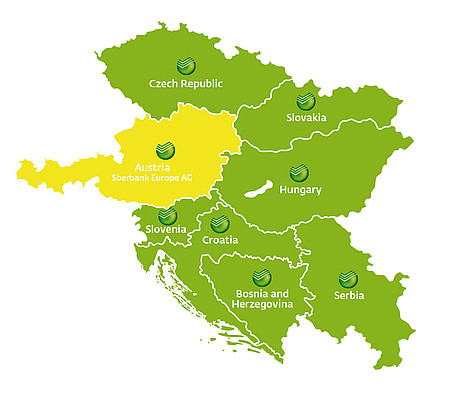 Czech Republic
Slovakia
Austria
Sberbank Europe AG
Hungary
Slovenia
Croatia
Bosnia and
Herzegovina
Serbia